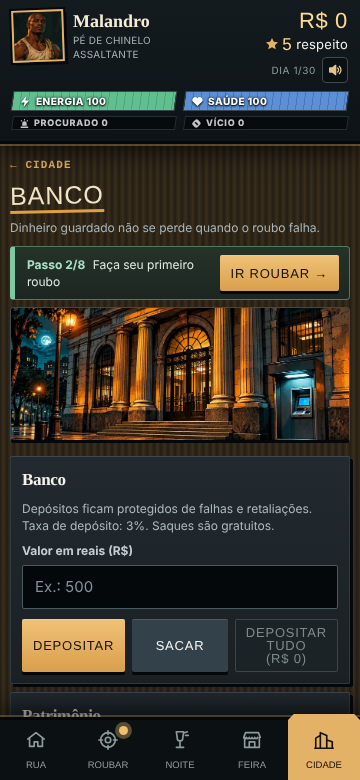 Malandro
PÉ DE CHINELO
ASSALTANTE
R$ 0
5 respeito
DIA 1/30
ENERGIA 100
SAÚDE 100
PROCURADO 0
VÍCIO 0
← CIDADE
BANCO
Dinheiro guardado não se perde quando o roubo falha.
Passo 2/8 Faça seu primeiro
roubo
IR ROUBAR →
Banco
Depósitos ficam protegidos de falhas e retaliações.
Taxa de depósito: 3%. Saques são gratuitos.
Valor em reais (R$)
Ex.: 500
DEPOSITAR
SACAR
DEPOSITAR
TUDO
(R$ 0)
Patrimônio
RUA
ROUBAR
NOITE
FEIRA
CIDADE